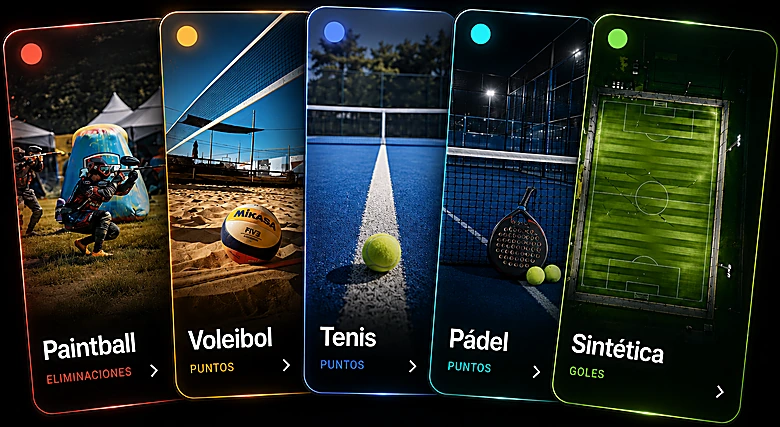 Paintball
ELIMINACIONES
MIKASA
FIVB
Voleibol
PUNTOS
Tenis
PUNTOS
Pádel
PUNTOS
Sintética
GOLES